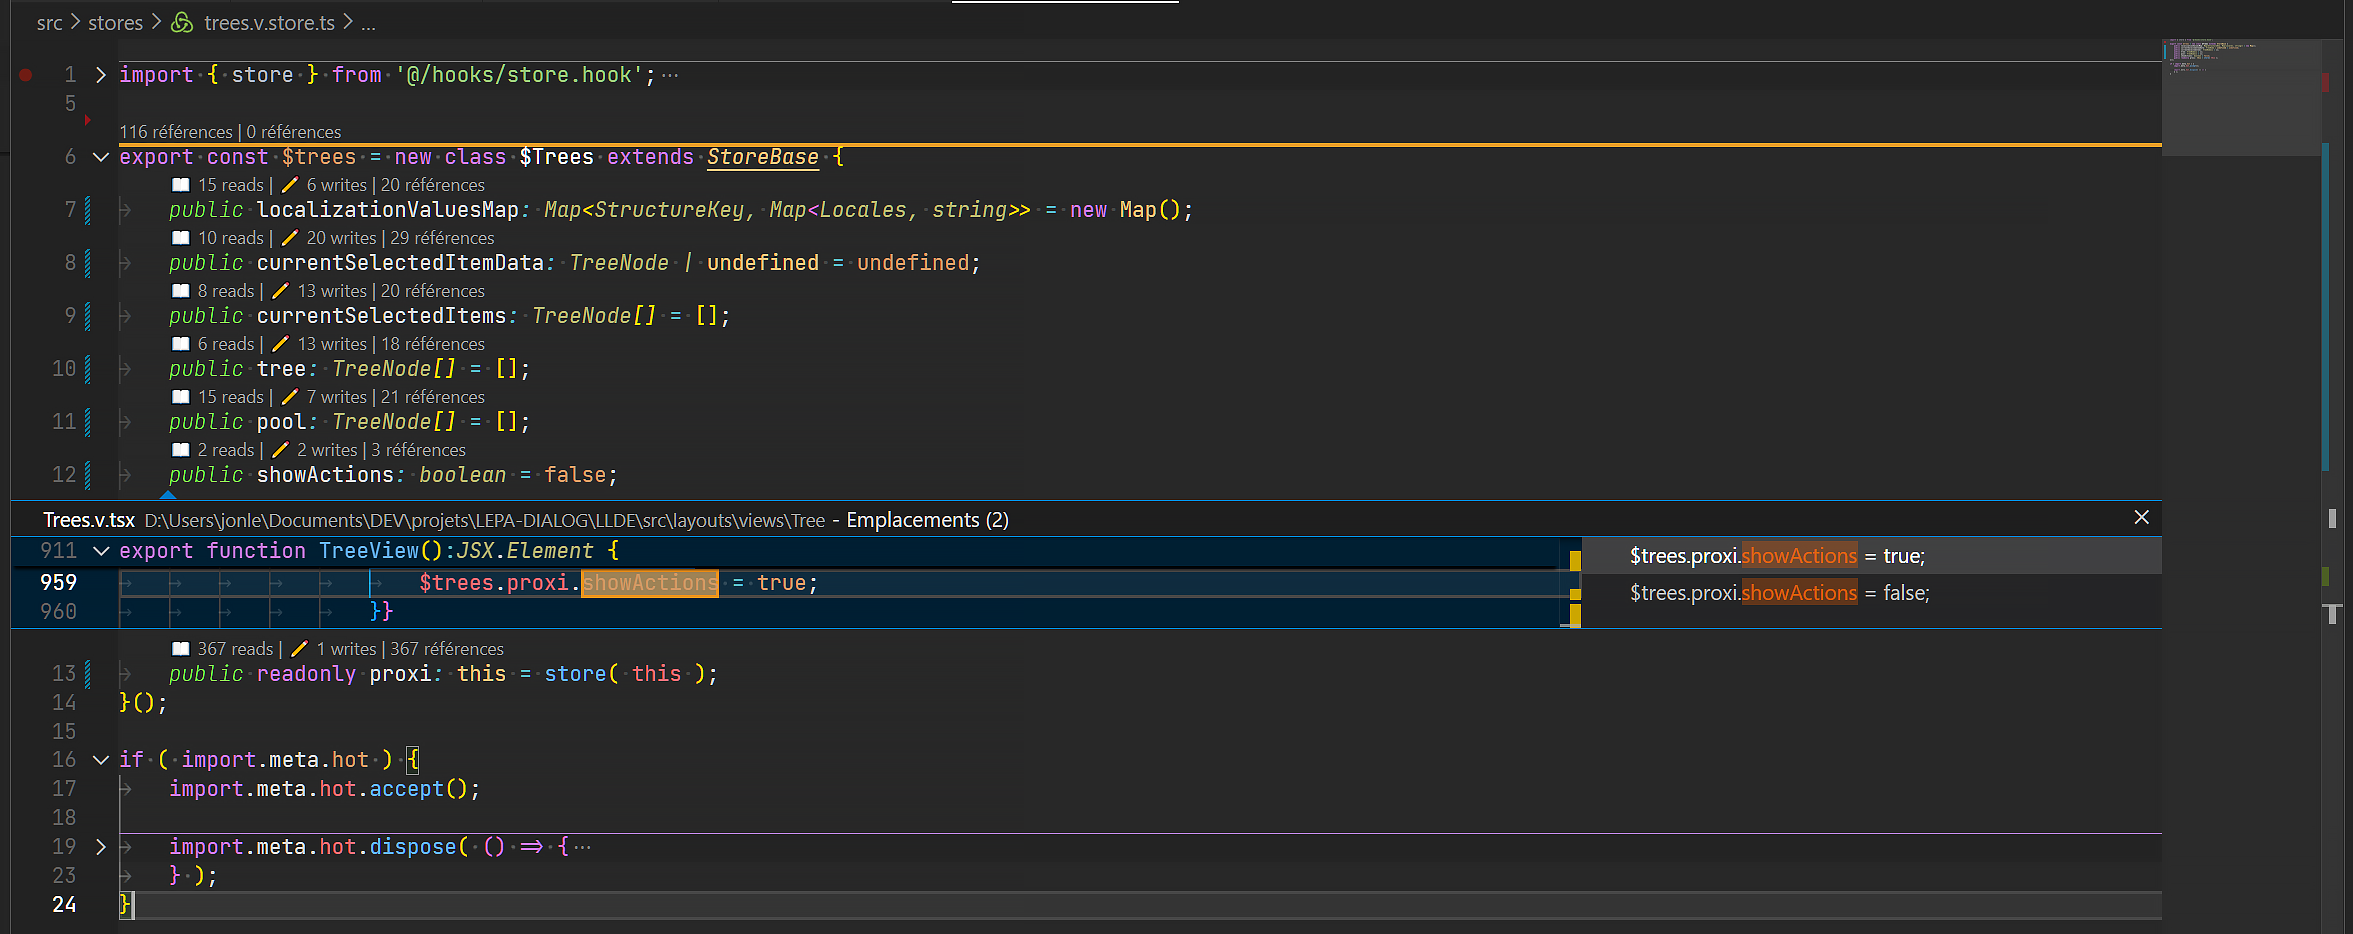 src > stores > trees.v.store.ts > ...
1 import { store } from '@/hooks/store.hook';...
5
116 références | 0 références
6 export const $trees = new class $Trees extends StoreBase {
15 reads | 6 writes | 20 références
7 public localizationValuesMap: Map<StructureKey, Map<Locales, string>> = new Map();
10 reads | 20 writes | 29 références
8 public currentSelectedItemData: TreeNode | undefined = undefined;
8 reads | 13 writes | 20 références
9 public currentSelectedItems: TreeNode[] = [];
6 reads | 13 writes | 18 références
10 public tree: TreeNode[] = [];
15 reads | 7 writes | 21 références
11 public pool: TreeNode[] = [];
2 reads | 2 writes | 3 références
12 public showActions: boolean = false;
Trees.v.tsx D:\Users\jonle\Documents\DEV\projets\LEPA-DIALOG\LLDE\src\layouts\views\Tree - Emplacements (2)
911 export function TreeView():JSX.Element {
959 $trees.proxi.showActions = true;
960 }}
$trees.proxi.showActions = true;
$trees.proxi.showActions = false;
367 reads | 1 writes | 367 références
13 public readonly proxi: this = store( this );
14 }();
15
16 if ( import.meta.hot ) {
17 import.meta.hot.accept();
18
19 import.meta.hot.dispose( () => {...
23 } );
24 }